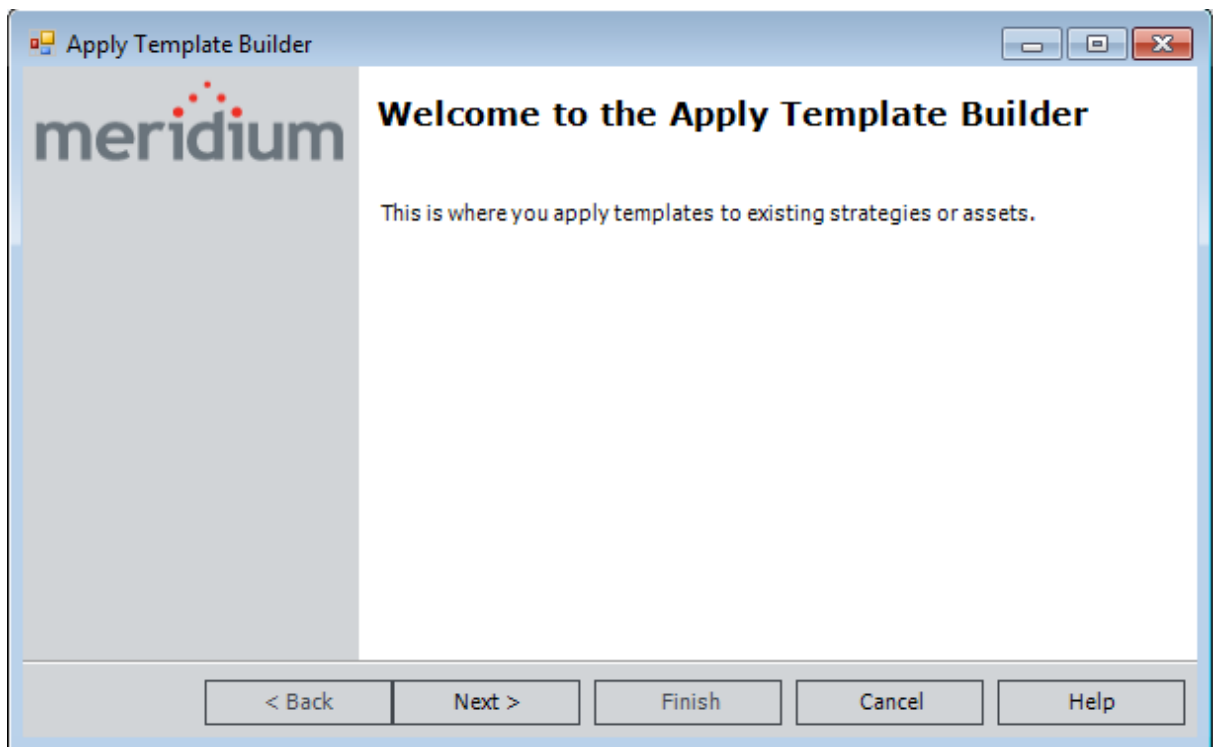 Apply Template Builder
meridium
Welcome to the Apply Template Builder
This is where you apply templates to existing strategies or assets.
< Back
Next >
Finish
Cancel
Help